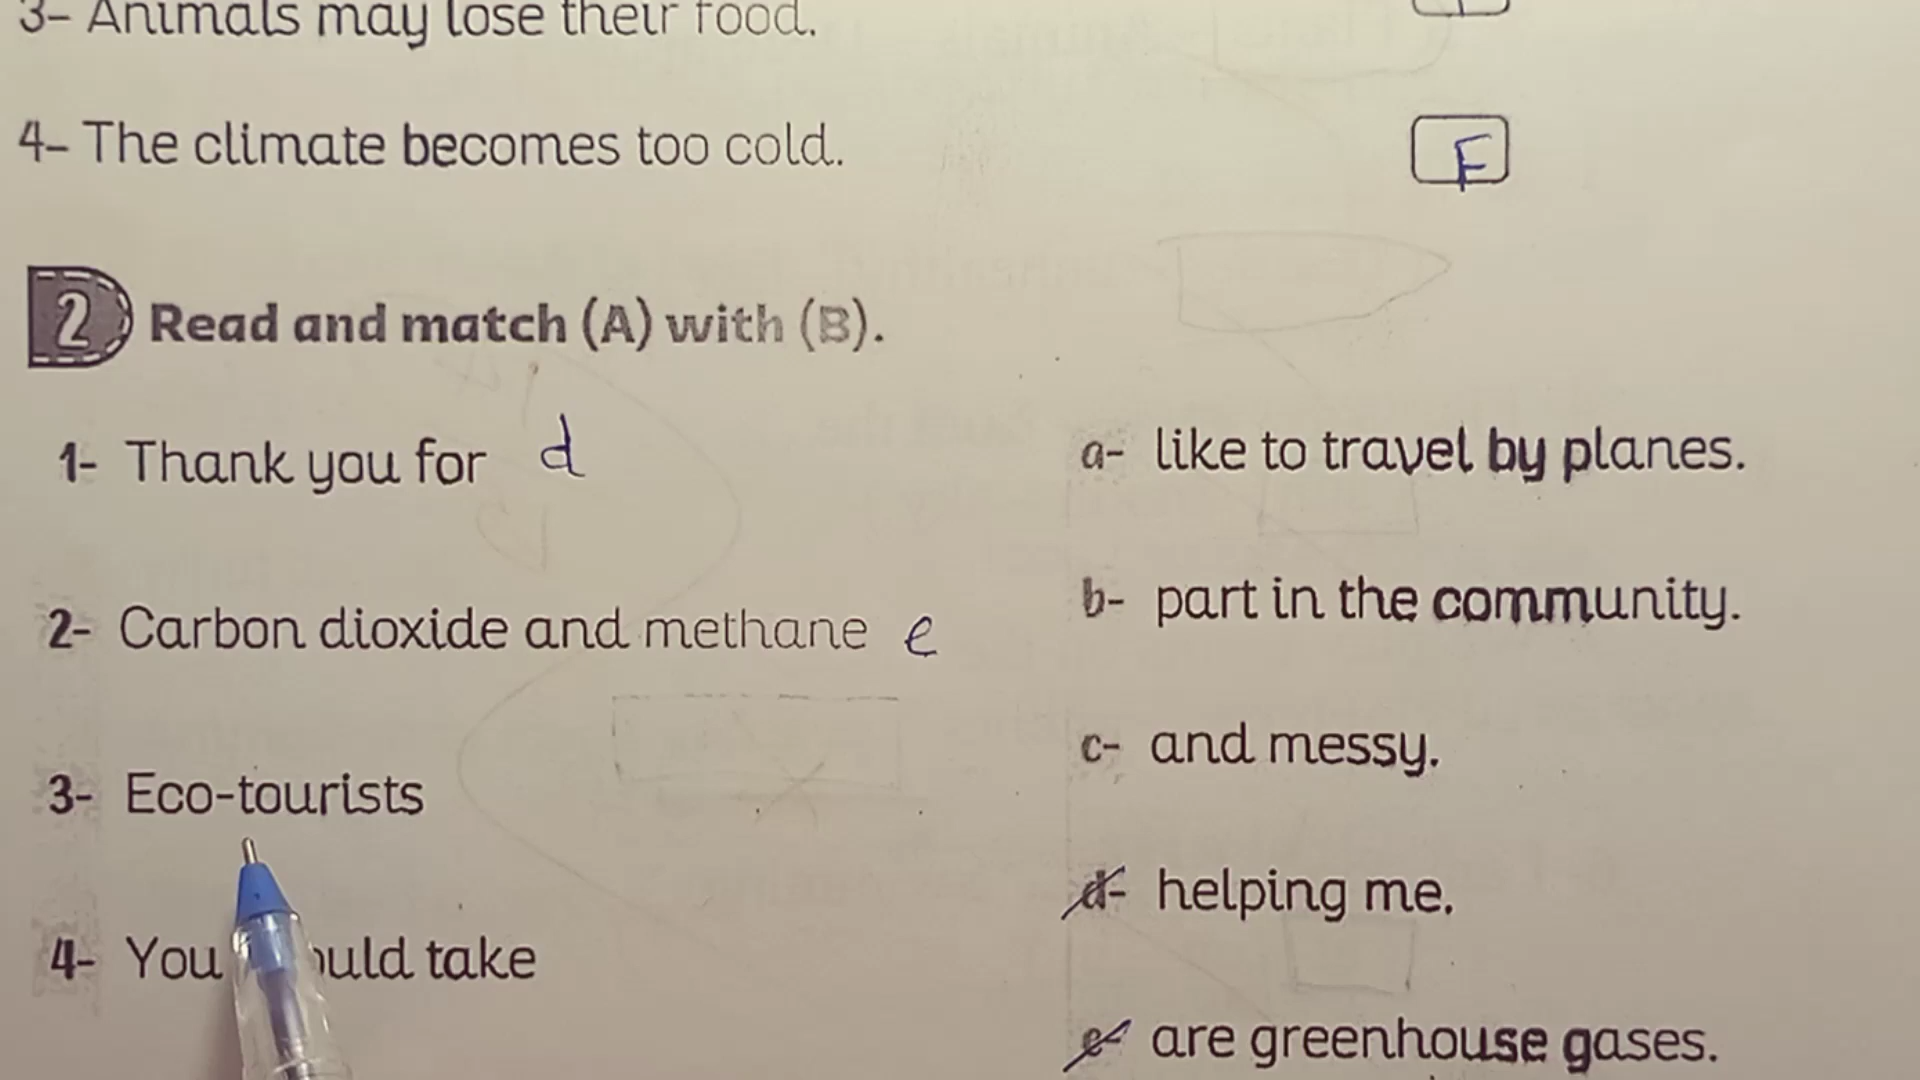 3- Animals may lose their food.
4- The climate becomes too cold. F
2 Read and match (A) with (B).
1- Thank you for d
a- like to travel by planes.
2- Carbon dioxide and methane e
b- part in the community.
3- Eco-tourists
c- and messy.
d- helping me.
4- You take
e- are greenhouse gases.